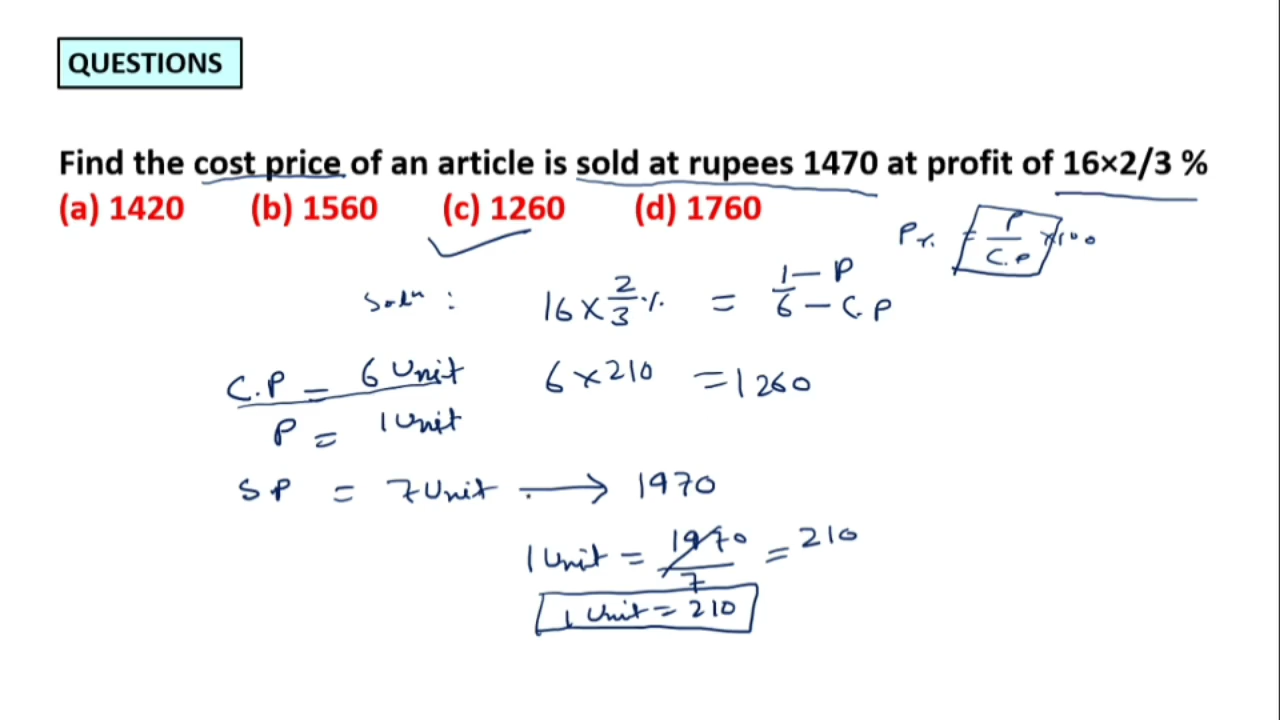 QUESTIONS
Find the cost price of an article is sold at rupees 1470 at profit of 16×2/3 %
(a) 1420 (b) 1560 (c) 1260 (d) 1760
P% = P/C.P ×100
Soln : 16 × 2/3 % = 1/6 – P – C.P
C.P = 6 Unit 6 × 210 = 1260
P = 1 Unit
SP = 7 Unit → 1970
1 Unit = 1970/7 = 210
1 Unit = 210